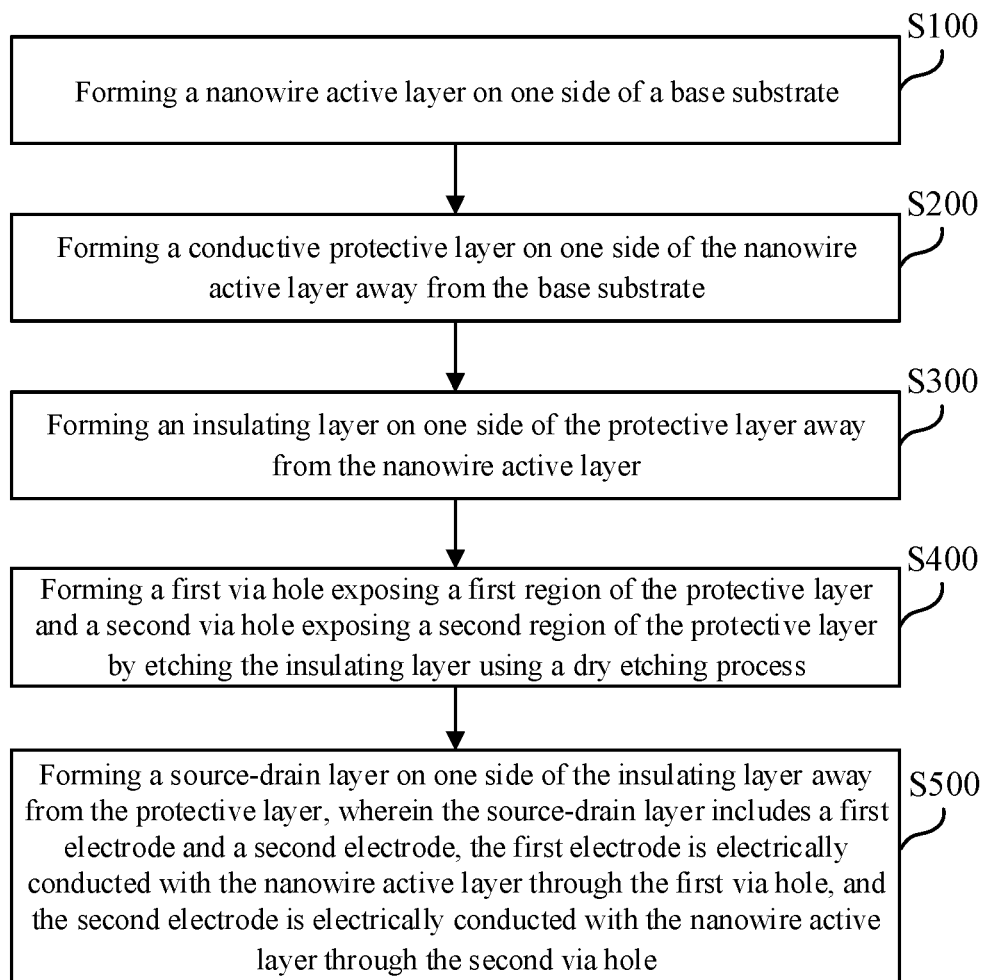 S100
Forming a nanowire active layer on one side of a base substrate
S200
Forming a conductive protective layer on one side of the nanowire
active layer away from the base substrate
S300
Forming an insulating layer on one side of the protective layer away
from the nanowire active layer
S400
Forming a first via hole exposing a first region of the protective layer
and a second via hole exposing a second region of the protective layer
by etching the insulating layer using a dry etching process
S500
Forming a source-drain layer on one side of the insulating layer away
from the protective layer, wherein the source-drain layer includes a first
electrode and a second electrode, the first electrode is electrically
conducted with the nanowire active layer through the first via hole, and
the second electrode is electrically conducted with the nanowire active
layer through the second via hole